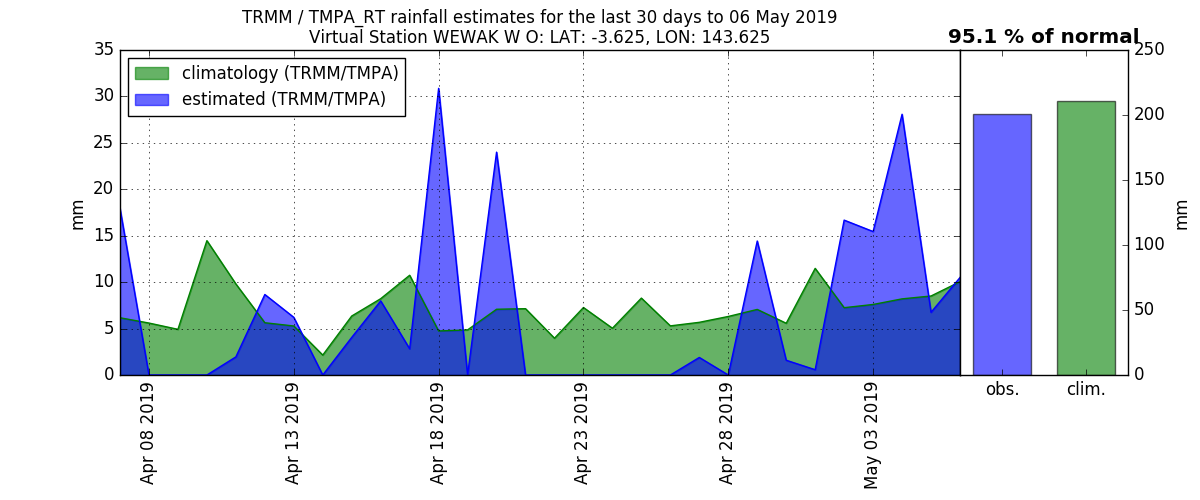 TRMM / TMPA_RT rainfall estimates for the last 30 days to 06 May 2019
Virtual Station WEWAK W O: LAT: -3.625, LON: 143.625
95.1 % of normal
climatology (TRMM/TMPA)
estimated (TRMM/TMPA)
35
30
25
20
15
10
5
0
mm
Apr 08 2019
Apr 13 2019
Apr 18 2019
Apr 23 2019
Apr 28 2019
May 03 2019
obs.
clim.
250
200
150
100
50
0
mm